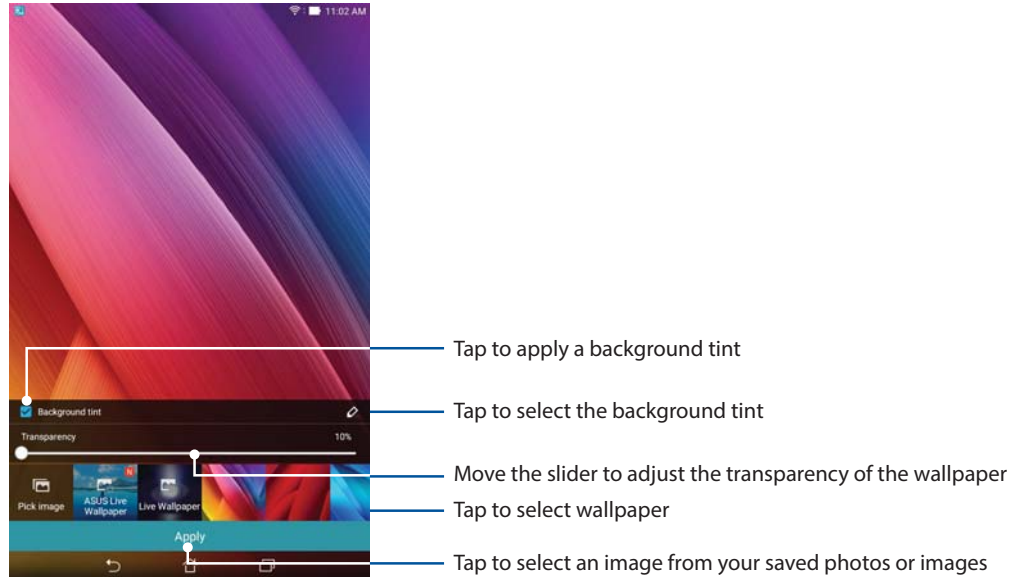 11:02 AM
Tap to apply a background tint
Background tint
Tap to select the background tint
Transparency 10%
Move the slider to adjust the transparency of the wallpaper
N
Pick image
ASUS Live
Wallpaper
Live Wallpaper
Tap to select wallpaper
Apply
Tap to select an image from your saved photos or images